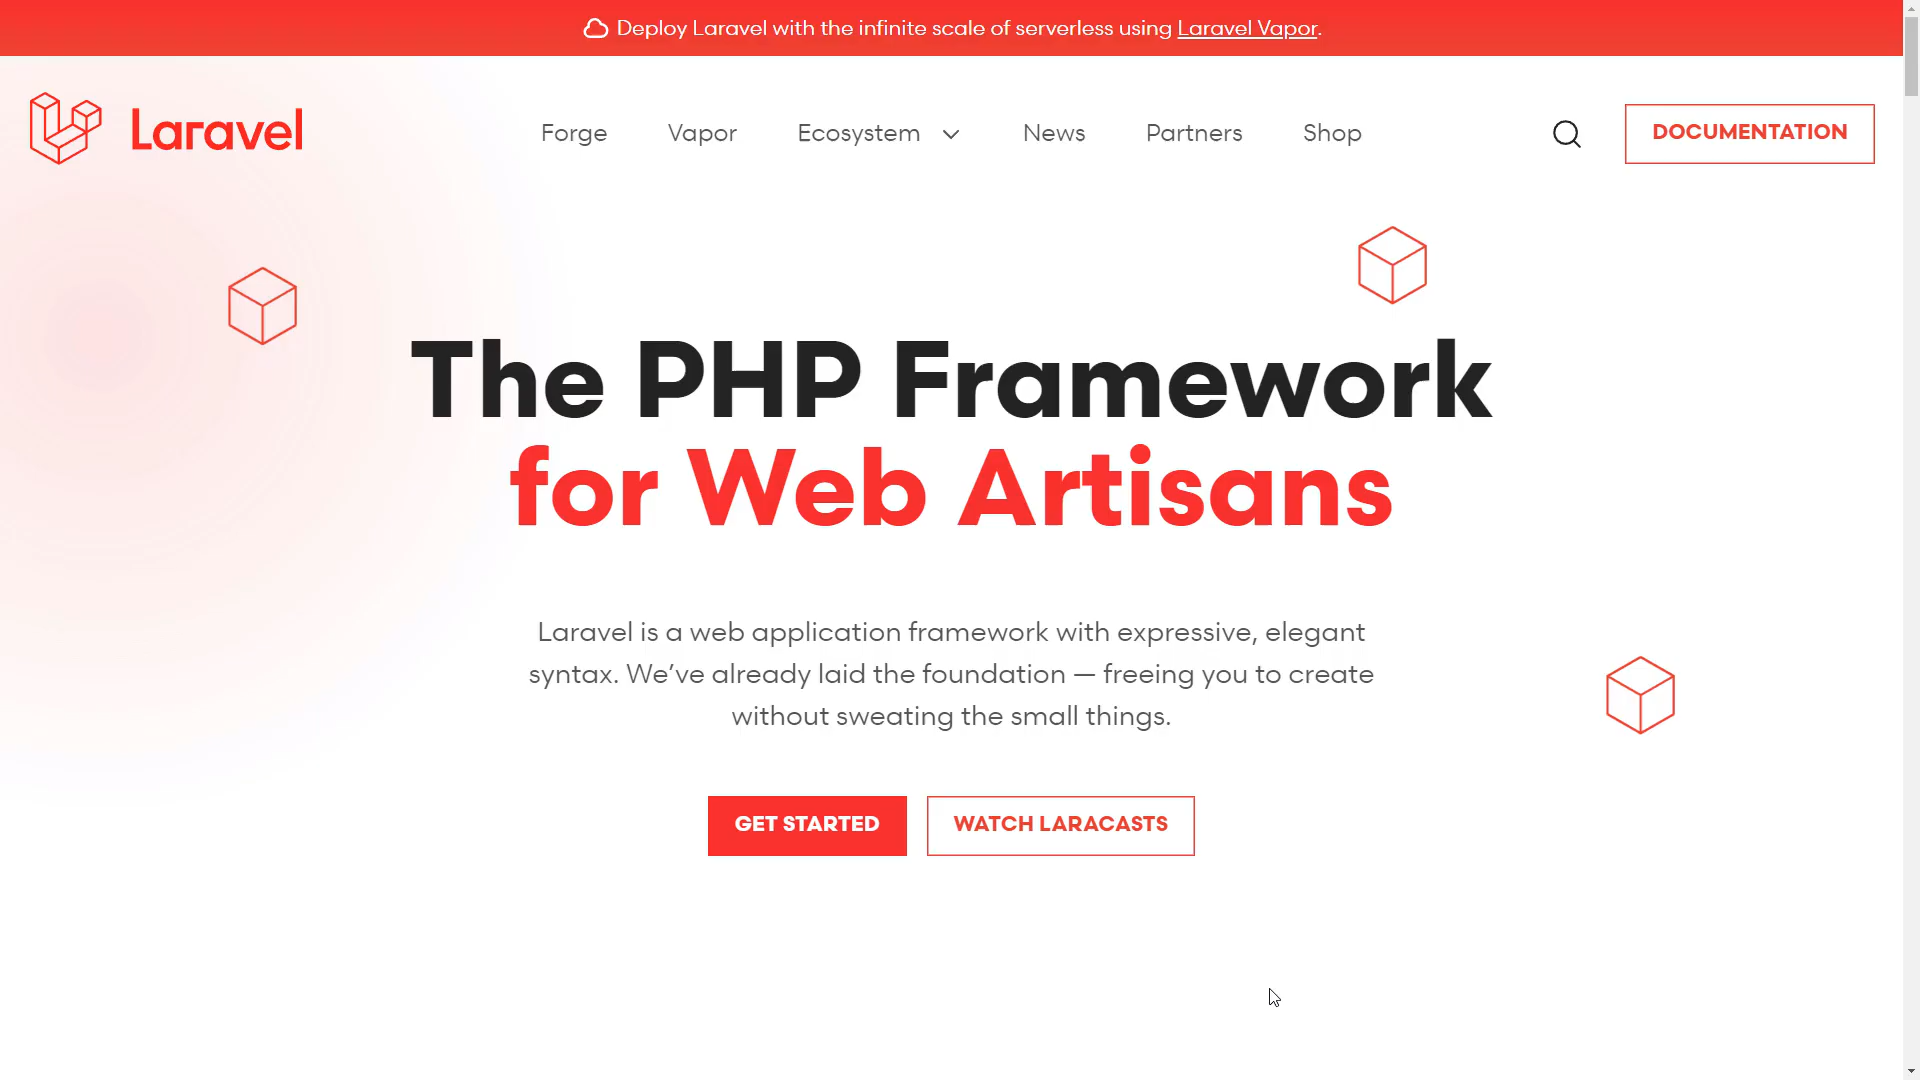 Deploy Laravel with the infinite scale of serverless using Laravel Vapor.
Laravel
Forge
Vapor
Ecosystem
News
Partners
Shop
DOCUMENTATION
The PHP Framework
for Web Artisans
Laravel is a web application framework with expressive, elegant
syntax. We’ve already laid the foundation — freeing you to create
without sweating the small things.
GET STARTED
WATCH LARACASTS